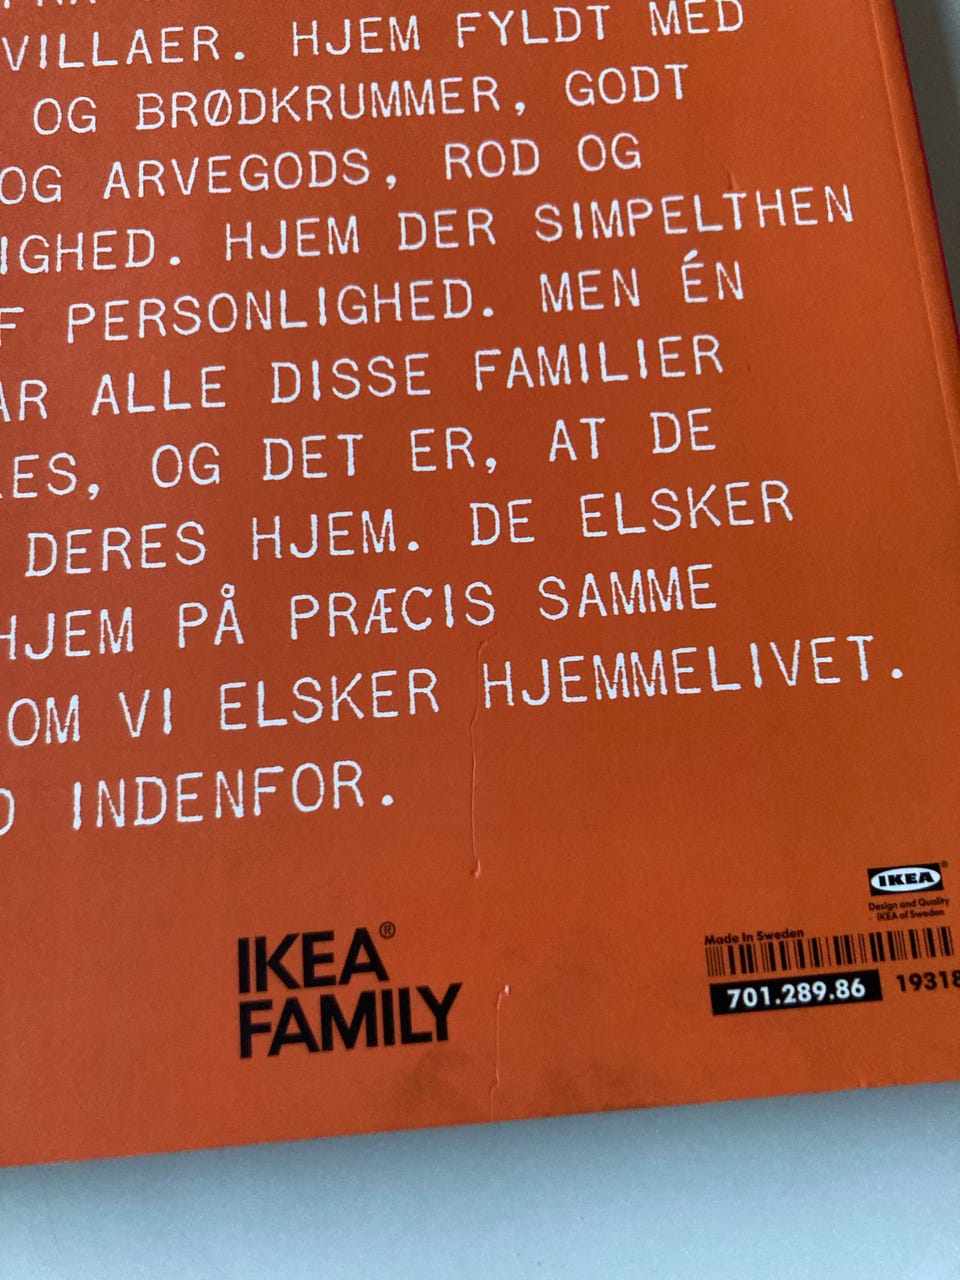 VILLAER. HJEM FYLDT MED
OG BRØDKRUMMER, GODT
OG ARVEGODS, ROD OG
IGHED. HJEM DER SIMPELTHEN
F PERSONLIGHED. MEN ÉN
AR ALLE DISSE FAMILIER
LES, OG DET ER, AT DE
DERES HJEM. DE ELSKER
HJEM PÅ PRÆCIS SAMME
OM VI ELSKER HJEMMELIVET.
INDENFOR.
IKEA®
FAMILY
IKEA®
Design and Quality
IKEA of Sweden
Made In Sweden
701.289.86 19318